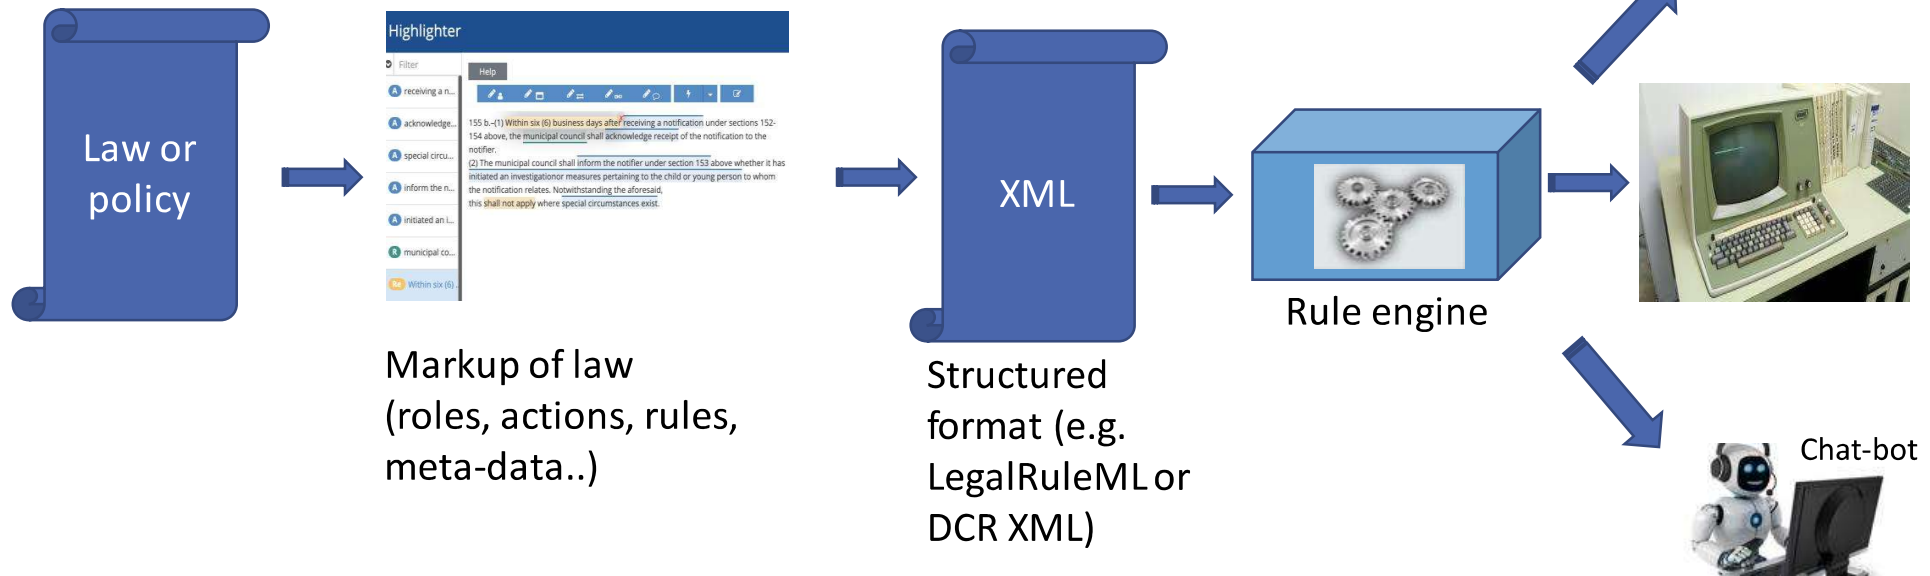 Law or
policy
Highlighter
Filter
Help
A receiving a n...
A acknowledge...
A special circu...
A inform the n...
A initiated an i...
R municipal co...
Re Within six (6) .
155 b.–(1) Within six (6) business days after receiving a notification under sections 152-
154 above, the municipal council shall acknowledge receipt of the notification to the
notifier.
(2) The municipal council shall inform the notifier under section 153 above whether it has
initiated an investigationor measures pertaining to the child or young person to whom
the notification relates. Notwithstanding the aforesaid,
this shall not apply where special circumstances exist.
Markup of law
(roles, actions, rules,
meta-data..)
XML
Structured
format (e.g.
LegalRuleML or
DCR XML)
Rule engine
Chat-bot